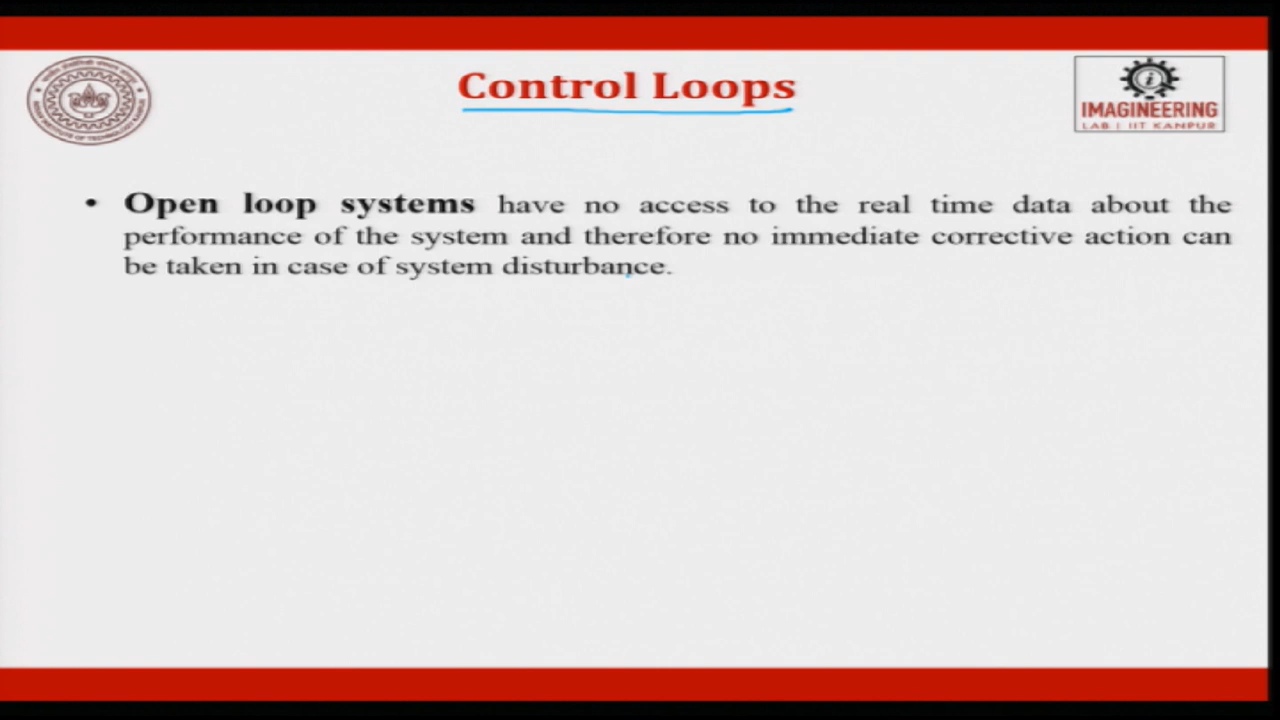 Control Loops
IMAGINEERING
LAB | IIT KANPUR
• Open loop systems have no access to the real time data about the
performance of the system and therefore no immediate corrective action can
be taken in case of system disturbance.